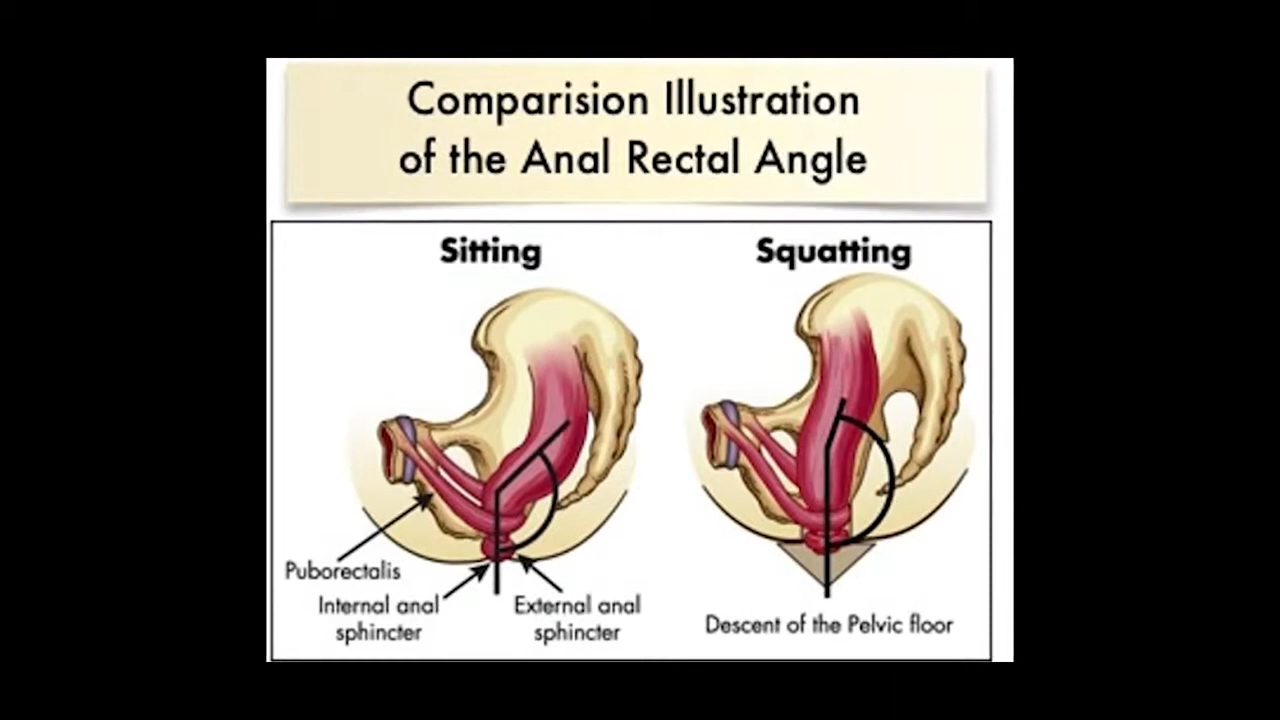 Comparision Illustration
of the Anal Rectal Angle
Sitting
Squatting
Puborectalis
Internal anal
sphincter
External anal
sphincter
Descent of the Pelvic floor